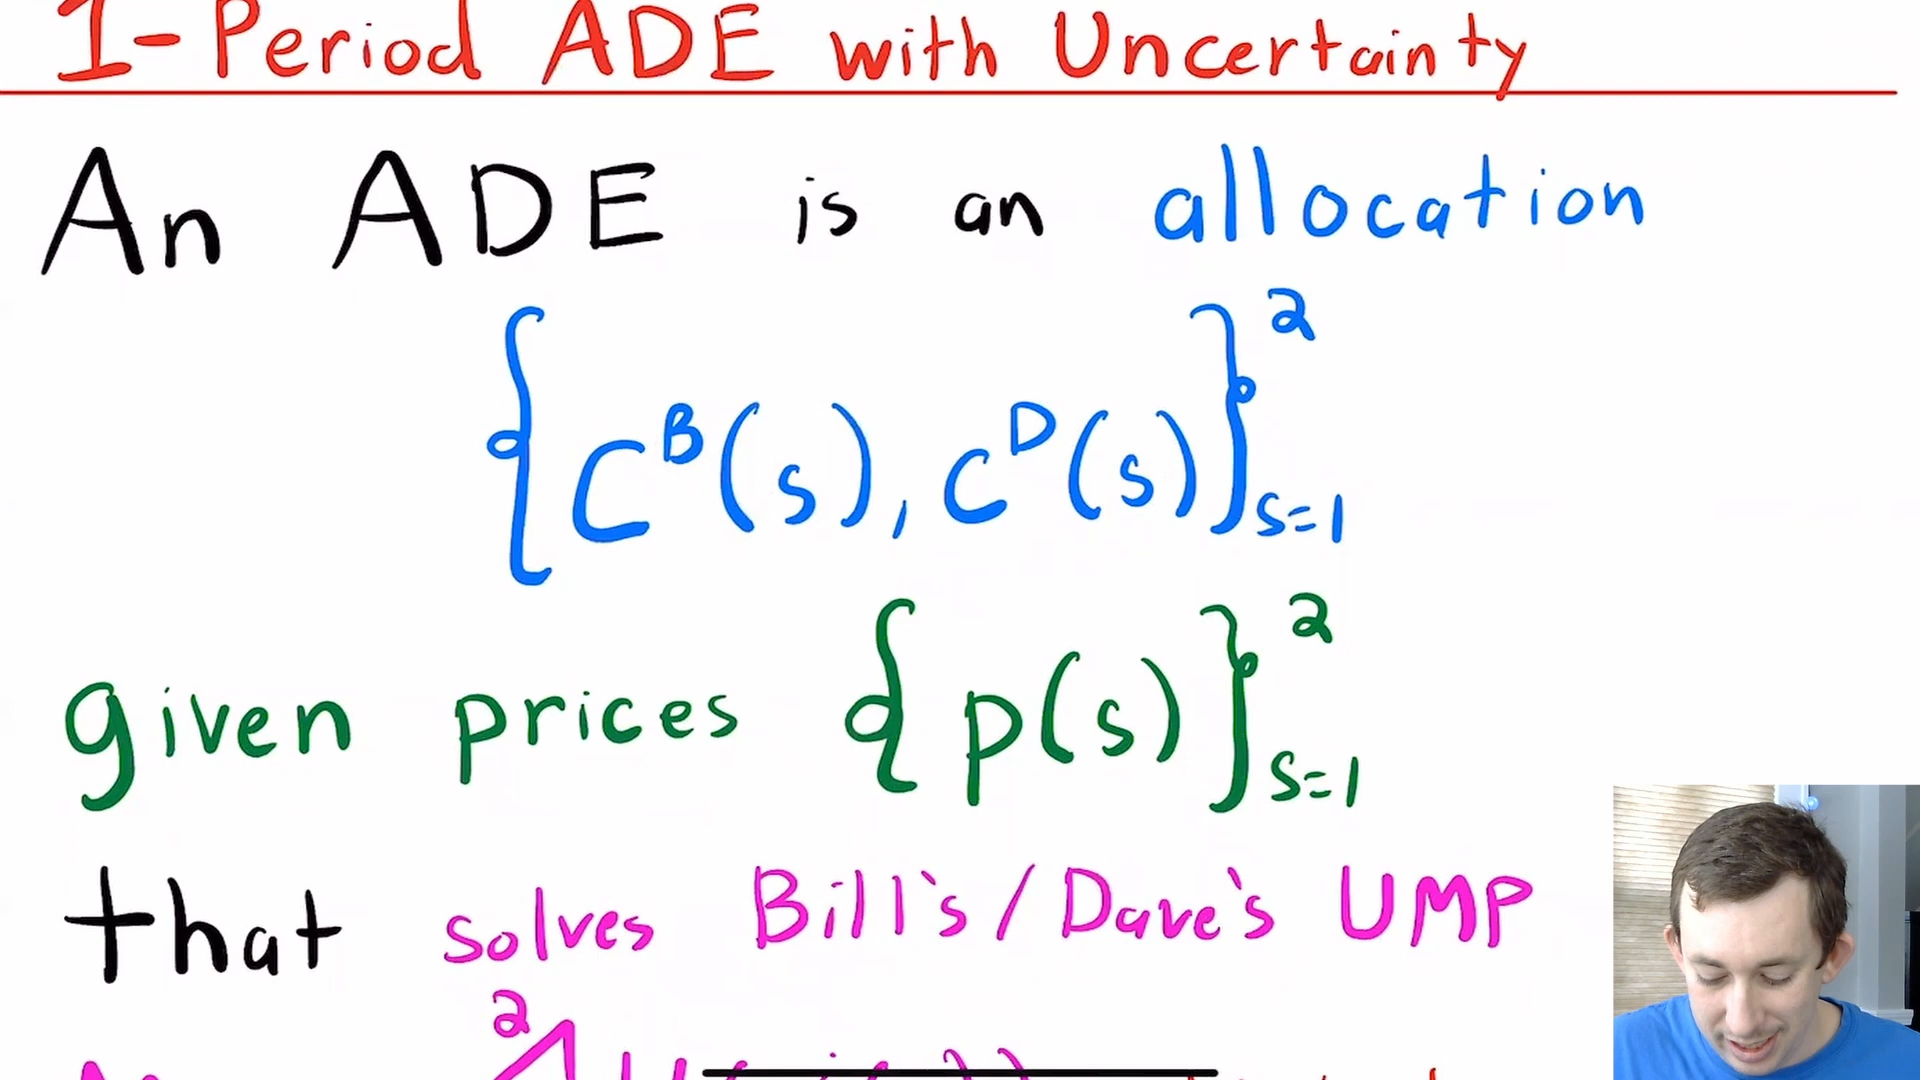 1-Period ADE with Uncertainty
An ADE is an allocation
{C^B(s), C^D(s)}_{s=1}^2
given prices {p(s)}_{s=1}^2
that solves Bill's/Dave's UMP